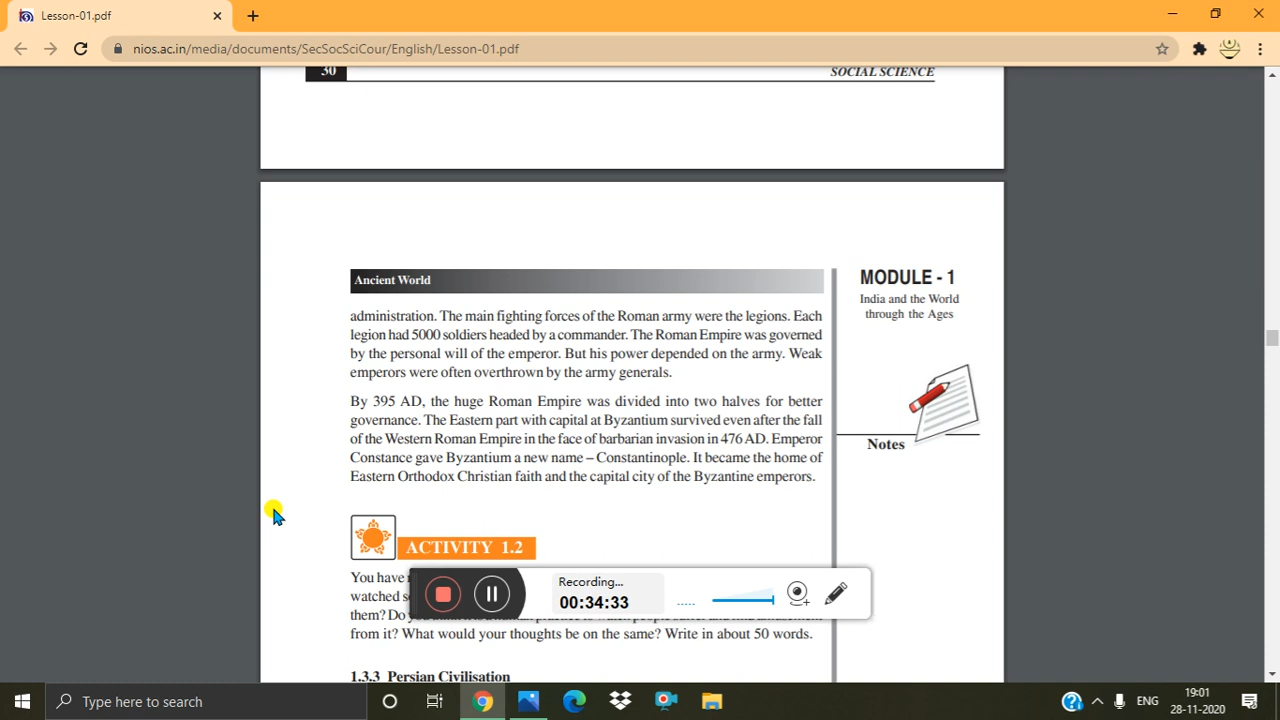 Lesson-01.pdf
nios.ac.in/media/documents/SecSocSciCour/English/Lesson-01.pdf
30
SOCIAL SCIENCE
Ancient World
MODULE - 1
India and the World
through the Ages
Notes
administration. The main fighting forces of the Roman army were the legions. Each
legion had 5000 soldiers headed by a commander. The Roman Empire was governed
by the personal will of the emperor. But his power depended on the army. Weak
emperors were often overthrown by the army generals.
By 395 AD, the huge Roman Empire was divided into two halves for better
governance. The Eastern part with capital at Byzantium survived even after the fall
of the Western Roman Empire in the face of barbarian invasion in 476 AD. Emperor
Constance gave Byzantium a new name – Constantinople. It became the home of
Eastern Orthodox Christian faith and the capital city of the Byzantine emperors.
ACTIVITY 1.2
You have
watched
them? Do
from it? What would your thoughts be on the same? Write in about 50 words.
1.3.3 Persian Civilisation
Recording...
00:34:33
Type here to search
ENG
19:01
28-11-2020